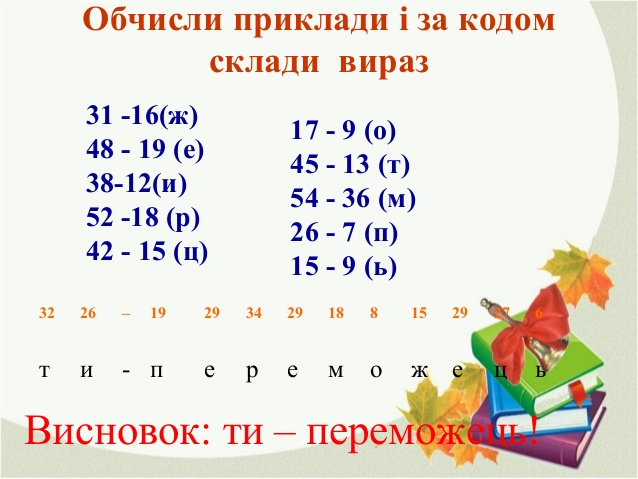 Обчисли приклади і за кодом
склади вираз
31 -16(ж)
48 - 19 (е)
38-12(и)
52 -18 (р)
42 - 15 (ц)
17 - 9 (о)
45 - 13 (т)
54 - 36 (м)
26 - 7 (п)
15 - 9 (ь)
32 26 – 19 29 34 29 18 8 15 29 27 6
т и - п е р е м о ж е ц ь
Висновок: ти – переможець!